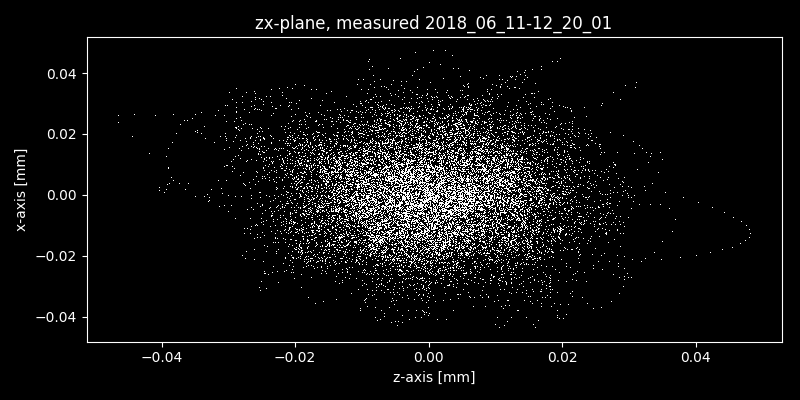 zx-plane, measured 2018_06_11-12_20_01
0.04
0.02
0.00
−0.02
−0.04
x-axis [mm]
−0.04 −0.02 0.00 0.02 0.04
z-axis [mm]